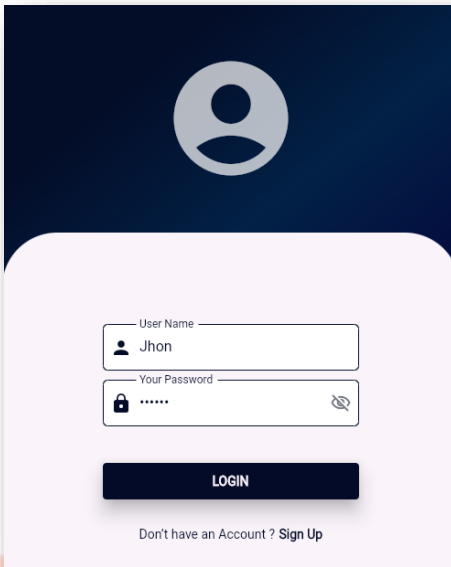 User Name
Jhon
Your Password
••••••
LOGIN
Don't have an Account ? Sign Up